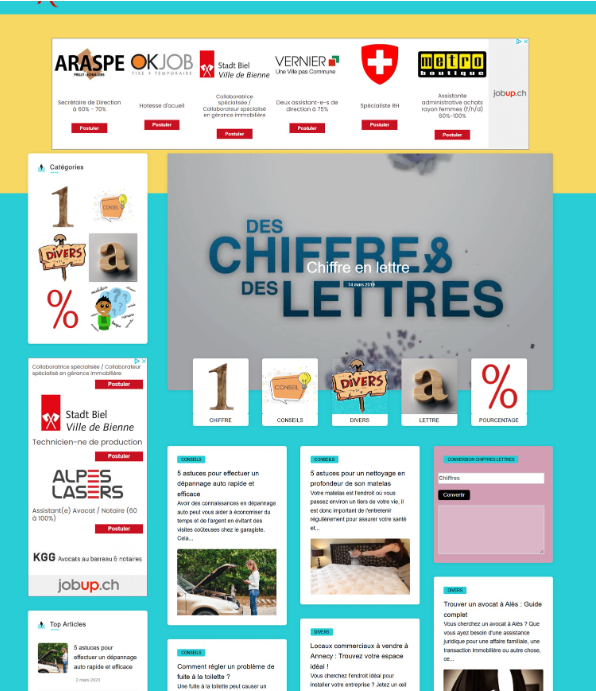 ARASPE
OKJOB
FIXE & TEMPORAIRE
Stadt Biel
Ville de Bienne
VERNIER
Une Ville pas Commune
metro
boutique
Secrétaire de Direction
à 60% - 70%
Postuler
Hotesse d'acueil
Postuler
Collaboratrice
spécialisée /
Collaborateur spécialisé
en gérance immobilière
Postuler
Deux assistant-e-s de
direction à 75%
Postuler
Spécialiste RH
Postuler
Assistante
administrative achats
rayon femmes (f/h/d)
60%-100%
Postuler
jobup.ch
Catégories
1
CONSEIL
DIVERS
a
%
DES
CHIFFRE&
DES LETTRES
Chiffre en lettre
14 mars 2019
1
CHIFFRE
CONSEIL
CONSEILS
DIVERS
DIVERS
a
LETTRE
%
POURCENTAGE
Collaboratrice spécialisée / Collaborateur
spécialisé en gérance immobilière
Postuler
Stadt Biel
Ville de Bienne
Technicien-ne de production
Postuler
ALPES
LASERS
Assistant(e) Avocat / Notaire (60
à 100%)
Postuler
KGG Avocats au barreau & notaires
jobup.ch
Top Articles
5 astuces pour
effectuer un dépannage
auto rapide et efficace
2 mars 2023
CONSEILS
5 astuces pour effectuer un
dépannage auto rapide et
efficace
Avoir des connaissances en dépannage
auto peut vous aider à économiser du
temps et de l'argent en évitant des
visites coûteuses chez le garagiste.
Cela...
CONSEILS
Comment régler un problème de
fuite à la toilette ?
Une fuite à la toilette peut causer un
CONSEILS
5 astuces pour un nettoyage en
profondeur de son matelas
Votre matelas est l'endroit où vous
passez environ un tiers de votre vie, il
est donc important de l'entretenir
régulièrement pour assurer votre santé
et...
DIVERS
Locaux commerciaux à vendre à
Annecy : Trouvez votre espace
idéal !
Vous cherchez l'endroit idéal pour
installer votre entreprise ? Jetez un œil
CONVERSION CHIFFRES LETTRES
Chiffres
Convertir
DIVERS
Trouver un avocat à Alès : Guide
complet
Vous cherchez un avocat à Alès ? Que
vous ayez besoin d'une assistance
juridique pour une affaire familiale, une
transaction immobilière ou autre chose,
ce...